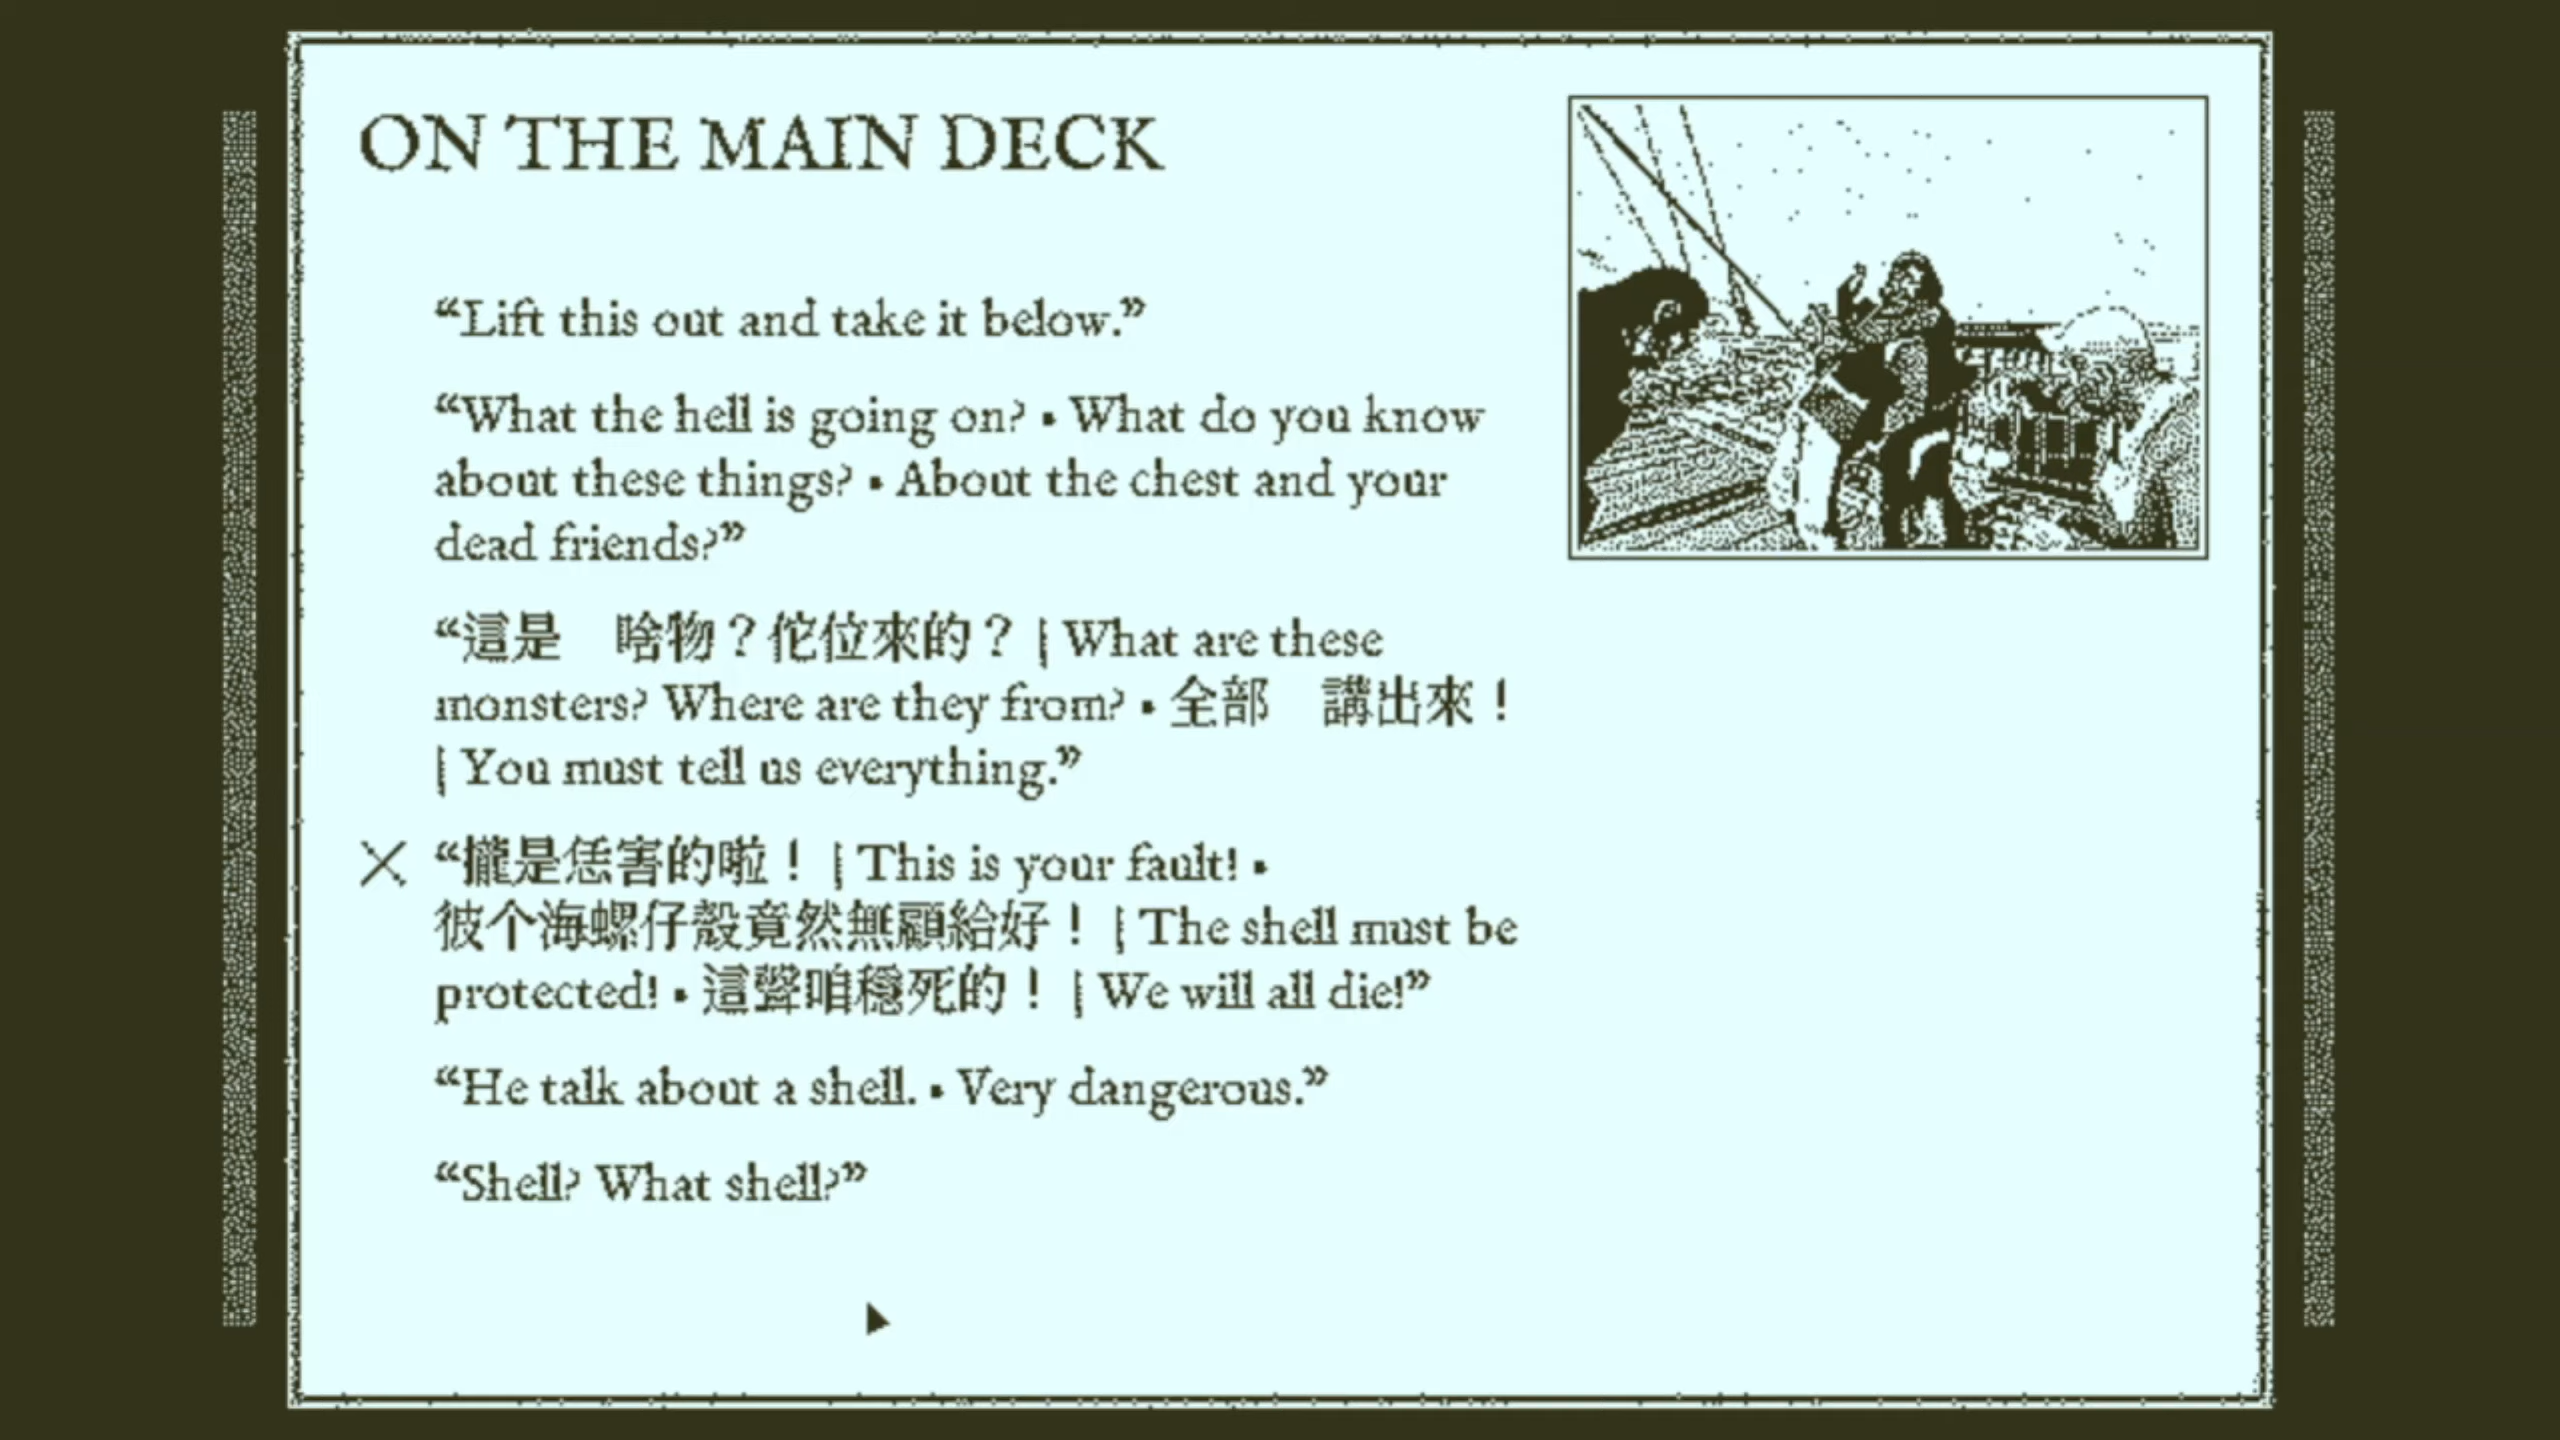 ON THE MAIN DECK
“Lift this out and take it below.”
“What the hell is going on? • What do you know
about these things? • About the chest and your
dead friends?”
“這是　啥物？佗位來的？ | What are these
monsters? Where are they from? • 全部　講出來！
| You must tell us everything.”
“攏是恁害的啦！ | This is your fault! •
彼个海螺仔殼竟然無顧給好！ | The shell must be
protected! • 這聲咱穩死的！ | We will all die!”
“He talk about a shell. • Very dangerous.”
“Shell? What shell?”